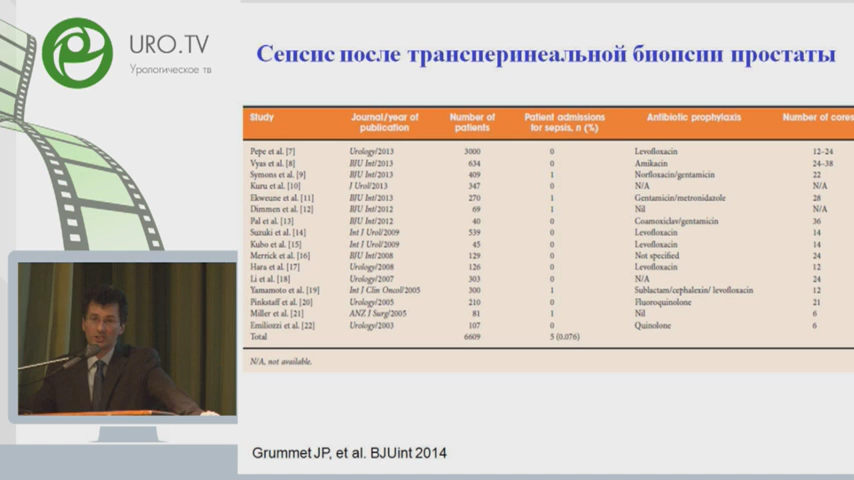 URO.TV
Урологическое тв
Сепсис после трансперинеальной биопсии простаты
Study Journal/year of publication Number of patients Patient admissions for sepsis, n (%) Antibiotic prophylaxis Number of cores
Pepe et al. [7] Urology/2013 3000 0 Levofloxacin 12–24
Vyas et al. [8] BJU Int/2013 634 0 Amikacin 24–38
Symons et al. [9] BJU Int/2013 409 1 Norfloxacin/gentamicin 22
Kuru et al. [10] J Urol/2013 347 0 N/A N/A
Ekwueme et al. [11] BJU Int/2013 270 1 Gentamicin/metronidazole 28
Dimmen et al. [12] BJU Int/2012 69 1 Nil N/A
Pal et al. [13] BJU Int/2012 40 0 Coamoxiclav/gentamicin 36
Suzuki et al. [14] Int J Urol/2009 539 0 Levofloxacin 14
Kubo et al. [15] Int J Urol/2009 45 0 Levofloxacin 14
Merrick et al. [16] BJU Int/2008 129 0 Not specified 24
Hara et al. [17] Urology/2008 126 0 Levofloxacin 12
Li et al. [18] Urology/2007 303 0 N/A 24
Yamamoto et al. [19] Int J Clin Oncol/2005 300 1 Sublactam/cephalexin/ levofloxacin 12
Pinkstaff et al. [20] Urology/2005 210 0 Fluoroquinolone 21
Miller et al. [21] ANZ J Surg/2005 81 1 Nil 6
Emiliozzi et al. [22] Urology/2003 107 0 Quinolone 6
Total 6609 5 (0.076)
N/A, not available.
Grummet JP, et al. BJUint 2014